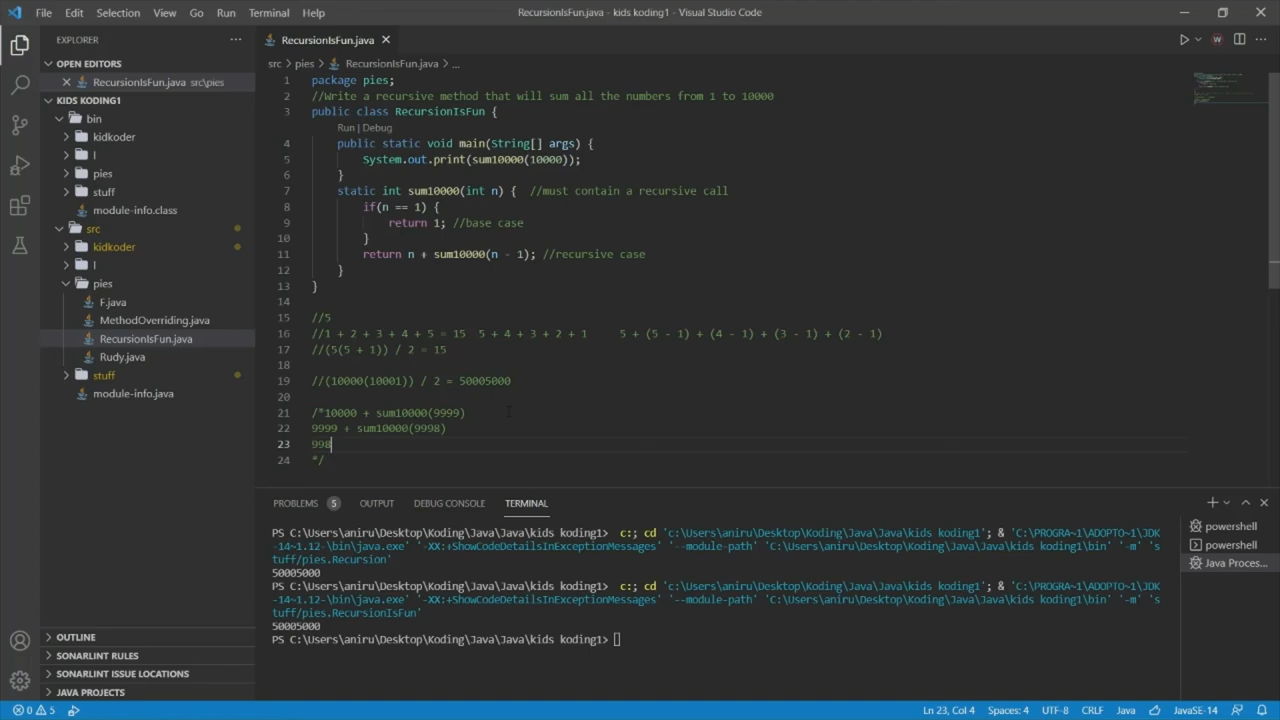 File Edit Selection View Go Run Terminal Help
RecursionIsFun.java - kids koding1 - Visual Studio Code
EXPLORER
OPEN EDITORS
RecursionIsFun.java src\pies
KIDS KODING1
bin
kidkoder
l
pies
stuff
module-info.class
src
kidkoder
l
pies
F.java
MethodOverriding.java
RecursionIsFun.java
Rudy.java
stuff
module-info.java
OUTLINE
SONARLINT RULES
SONARLINT ISSUE LOCATIONS
JAVA PROJECTS
RecursionIsFun.java
src > pies > RecursionIsFun.java > ...
1 package pies;
2 //Write a recursive method that will sum all the numbers from 1 to 10000
3 public class RecursionIsFun {
Run | Debug
4 public static void main(String[] args) {
5 System.out.print(sum10000(10000));
6 }
7 static int sum10000(int n) { //must contain a recursive call
8 if(n == 1) {
9 return 1; //base case
10 }
11 return n + sum10000(n - 1); //recursive case
12 }
13 }
14
15 //5
16 //1 + 2 + 3 + 4 + 5 = 15 5 + 4 + 3 + 2 + 1 5 + (5 - 1) + (4 - 1) + (3 - 1) + (2 - 1)
17 //(5(5 + 1)) / 2 = 15
18
19 //(10000(10001)) / 2 = 50005000
20
21 /*10000 + sum10000(9999)
22 9999 + sum10000(9998)
23 998
24 */
PROBLEMS 5 OUTPUT DEBUG CONSOLE TERMINAL
PS C:\Users\aniru\Desktop\Koding\Java\Java\kids koding1> c:; cd 'c:\Users\aniru\Desktop\Koding\Java\Java\kids koding1'; & 'C:\PROGRA~1\ADOPTO~1\JDK
-14~1.12-\bin\java.exe' '-XX:+ShowCodeDetailsInExceptionMessages' '--module-path' 'C:\Users\aniru\Desktop\Koding\Java\Java\kids koding1\bin' '-m' 's
tuff/pies.Recursion'
50005000
PS C:\Users\aniru\Desktop\Koding\Java\Java\kids koding1> c:; cd 'c:\Users\aniru\Desktop\Koding\Java\Java\kids koding1'; & 'C:\PROGRA~1\ADOPTO~1\JDK
-14~1.12-\bin\java.exe' '-XX:+ShowCodeDetailsInExceptionMessages' '--module-path' 'C:\Users\aniru\Desktop\Koding\Java\Java\kids koding1\bin' '-m' 's
tuff/pies.RecursionIsFun'
50005000
PS C:\Users\aniru\Desktop\Koding\Java\Java\kids koding1>
powershell
powershell
Java Proces...
0 5
Ln 23, Col 4 Spaces: 4 UTF-8 CRLF Java JavaSE-14